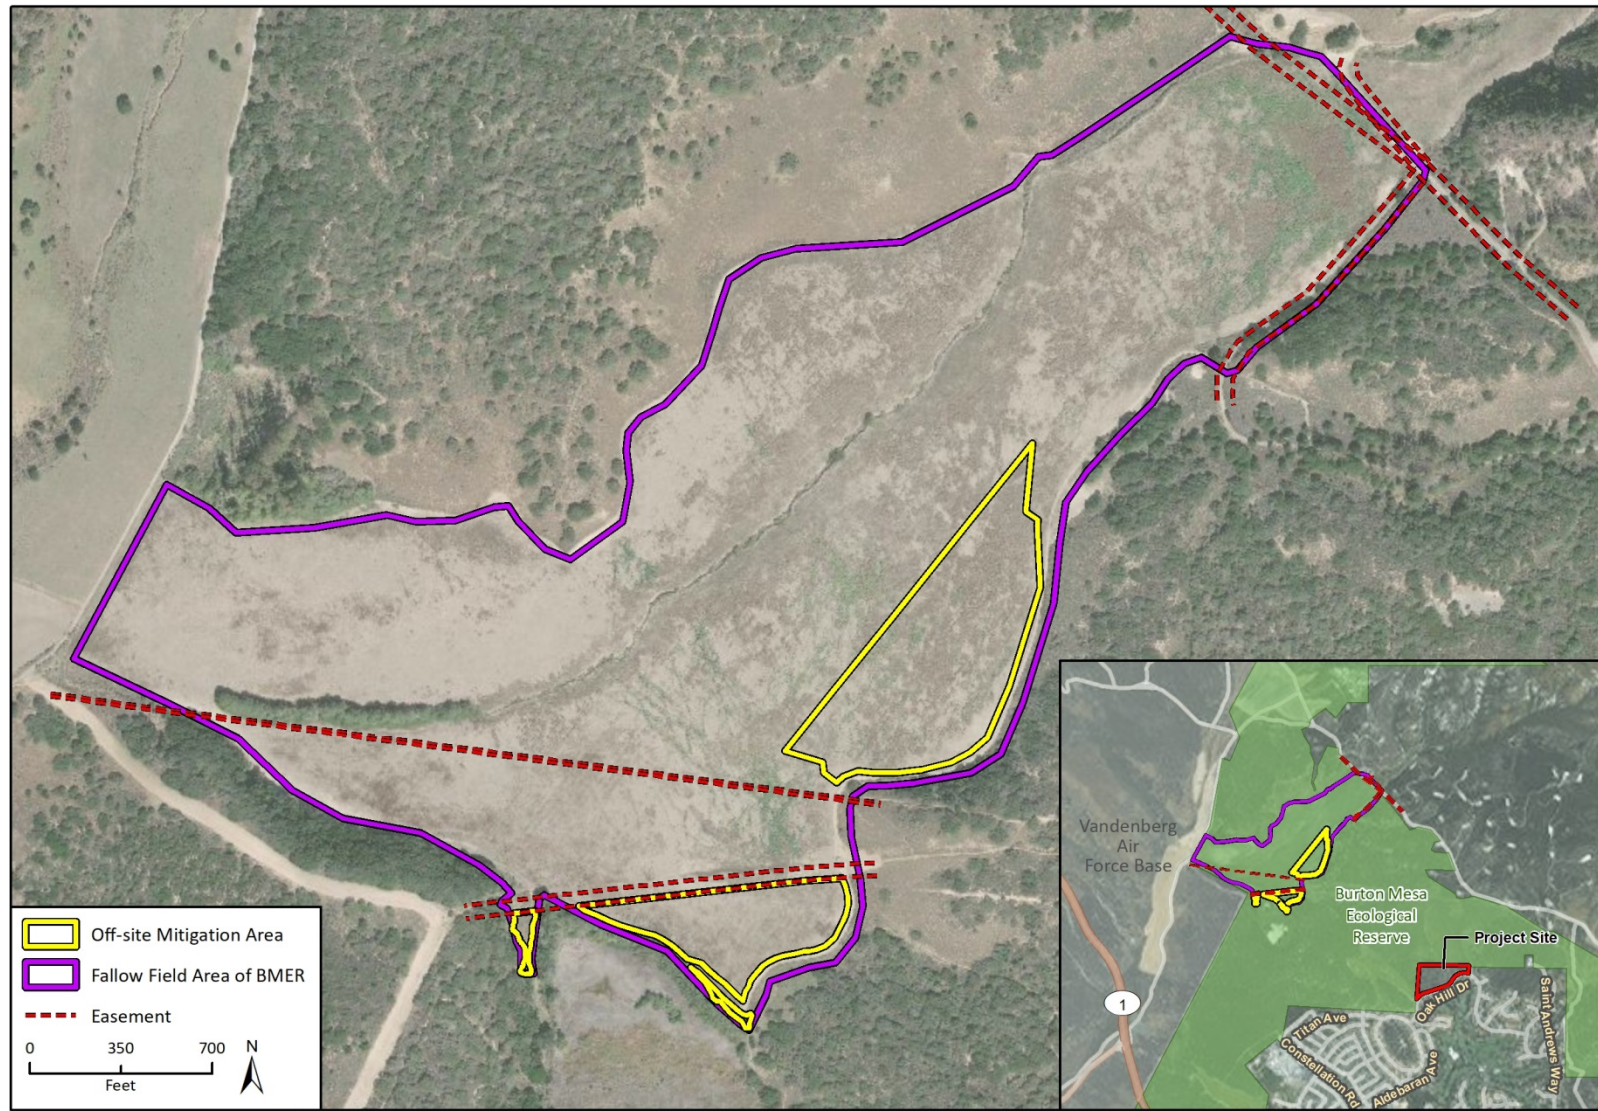 Vandenberg
Air
Force Base
Burton Mesa
Ecological
Reserve
Project Site
1
Oak Hill Dr
Titan Ave
Constellation Rd
Aldebaran Ave
Saint Andrews Way
Off-site Mitigation Area
Fallow Field Area of BMER
Easement
0 350 700
Feet
N